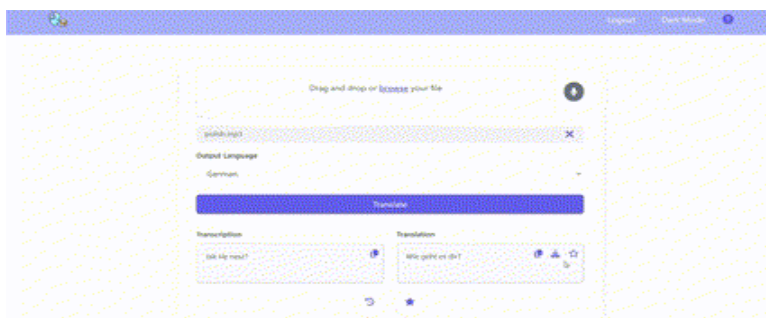 Logout Dark Mode
Drag and drop or browse your file
polish.mp3
Output Language
German
Translate
Transcription Translation
Wie geht es dir?